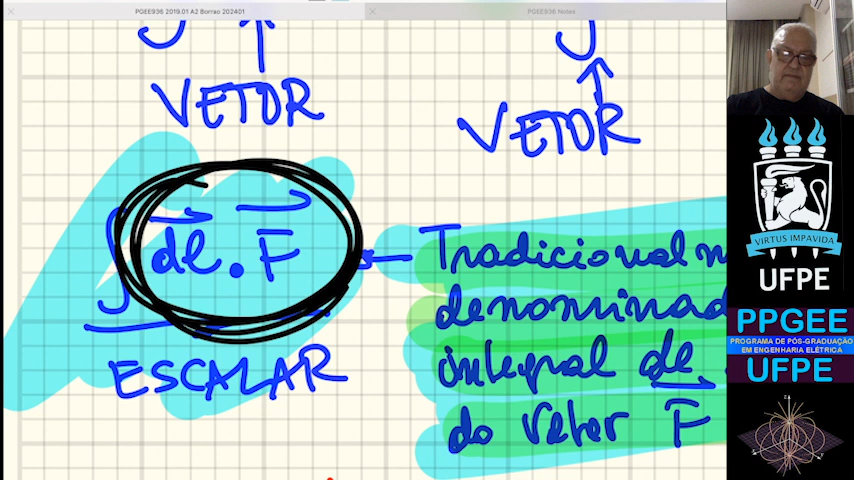 PGEE936 2019.01 A2 Borrao 202401
PGEE936 Notes
VETOR
VETOR
∫ dℓ . F
ESCALAR
Tradicionalm
denominad
integral de
do vetor F
VIRTUS IMPAVIDA
UFPE
PPGEE
PROGRAMA DE PÓS-GRADUAÇÃO
EM ENGENHARIA ELÉTRICA
UFPE